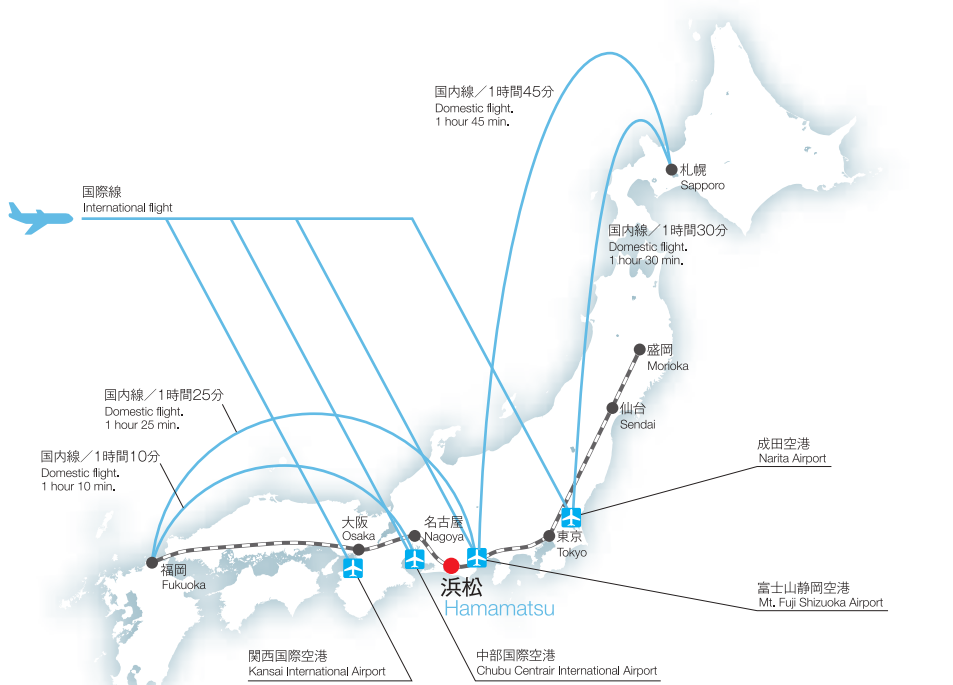 国内線／1時間45分
Domestic flight.
1 hour 45 min.
札幌
Sapporo
国際線
International flight
国内線／1時間30分
Domestic flight.
1 hour 30 min.
盛岡
Morioka
国内線／1時間25分
Domestic flight.
1 hour 25 min.
仙台
Sendai
成田空港
Narita Airport
国内線／1時間10分
Domestic flight.
1 hour 10 min.
大阪
Osaka
名古屋
Nagoya
東京
Tokyo
福岡
Fukuoka
浜松
Hamamatsu
富士山静岡空港
Mt. Fuji Shizuoka Airport
関西国際空港
Kansai International Airport
中部国際空港
Chubu Centrair International Airport